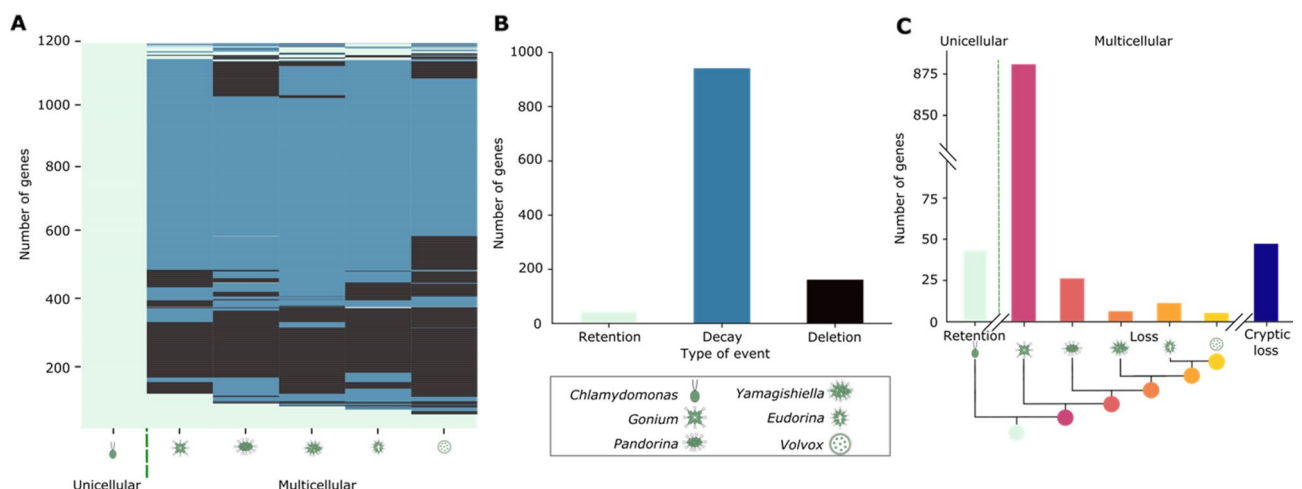 A
Number of genes
1200
1000
800
600
400
200
Unicellular
Multicellular
B
Number of genes
1000
800
600
400
200
0
Retention
Decay
Deletion
Type of event
Chlamydomonas
Yamagishiella
Gonium
Eudorina
Pandorina
Volvox
C
Unicellular
Multicellular
Number of genes
875
850
75
50
25
0
Retention
Loss
Cryptic
loss